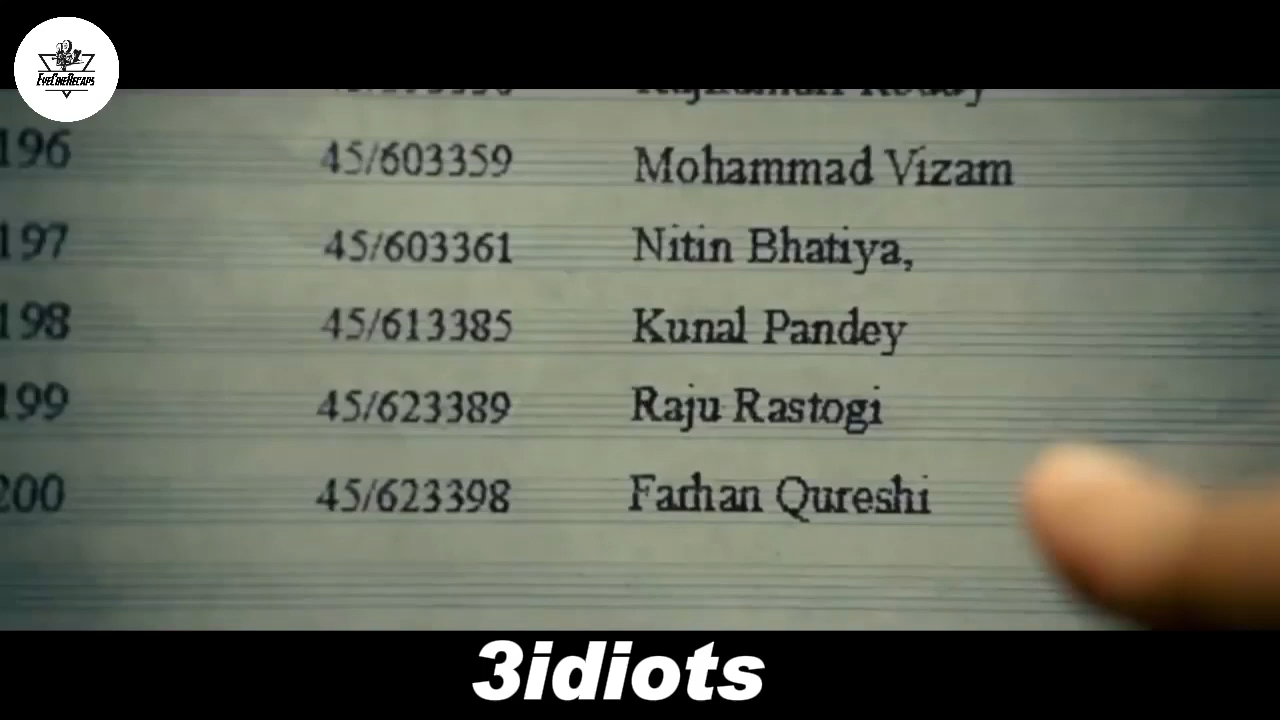 EYECINERECAPS
196 45/603359 Mohammad Vizam
197 45/603361 Nitin Bhatiya,
198 45/613385 Kunal Pandey
199 45/623389 Raju Rastogi
200 45/623398 Farhan Qureshi
3idiots